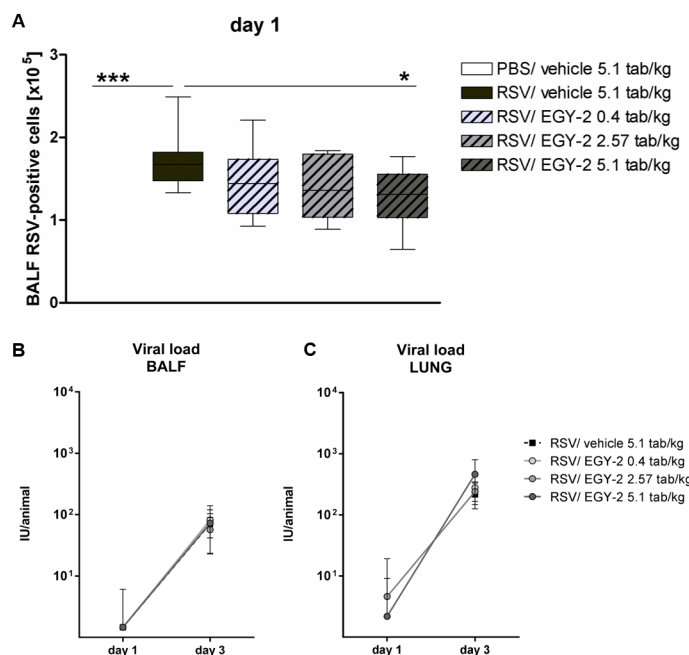 A
day 1
BALF RSV-positive cells [x10⁵]
3
2
1
0
***
*
PBS/ vehicle 5.1 tab/kg
RSV/ vehicle 5.1 tab/kg
RSV/ EGY-2 0.4 tab/kg
RSV/ EGY-2 2.57 tab/kg
RSV/ EGY-2 5.1 tab/kg
B
Viral load
BALF
IU/animal
10⁴
10³
10²
10¹
day 1
day 3
C
Viral load
LUNG
IU/animal
10⁴
10³
10²
10¹
day 1
day 3
RSV/ vehicle 5.1 tab/kg
RSV/ EGY-2 0.4 tab/kg
RSV/ EGY-2 2.57 tab/kg
RSV/ EGY-2 5.1 tab/kg